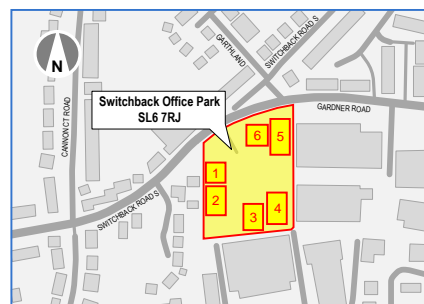 GARTHLAND
SWITCHBACK ROAD S
N
CANNON CT ROAD
Switchback Office Park
SL6 7RJ
GARDNER ROAD
6
5
1
2
SWITCHBACK ROAD S
3
4